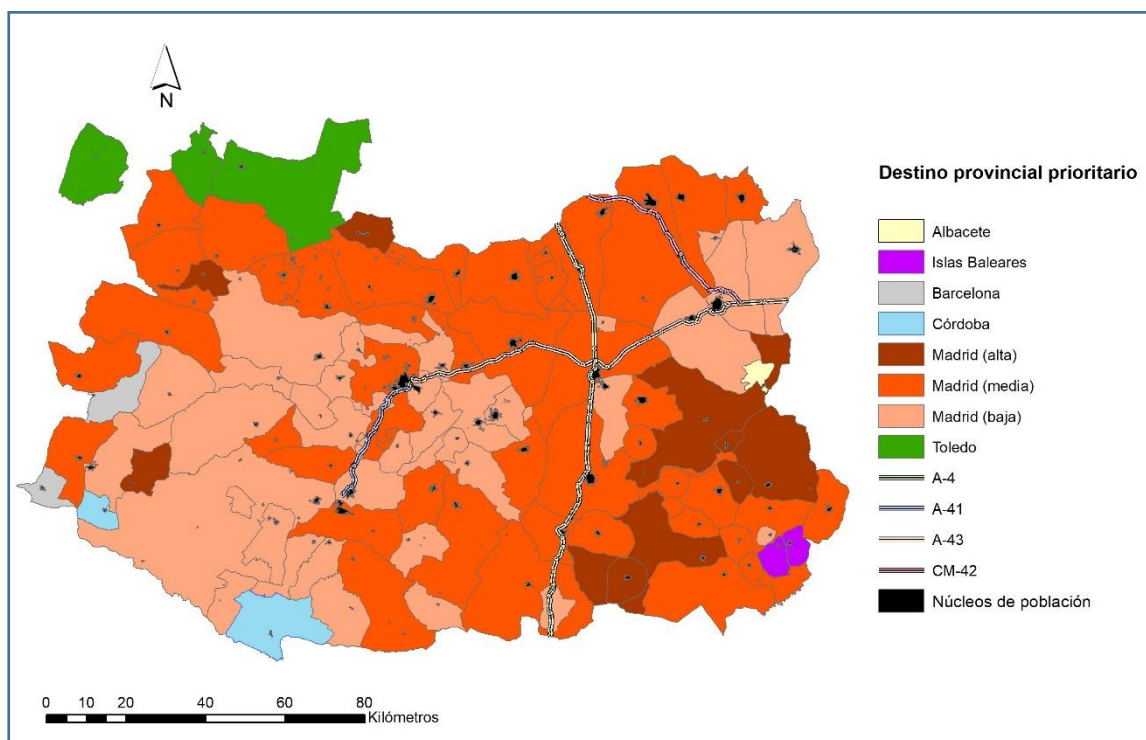 N
Destino provincial prioritario
Albacete
Islas Baleares
Barcelona
Córdoba
Madrid (alta)
Madrid (media)
Madrid (baja)
Toledo
A-4
A-41
A-43
CM-42
Núcleos de población
0 10 20 40 60 80
Kilómetros